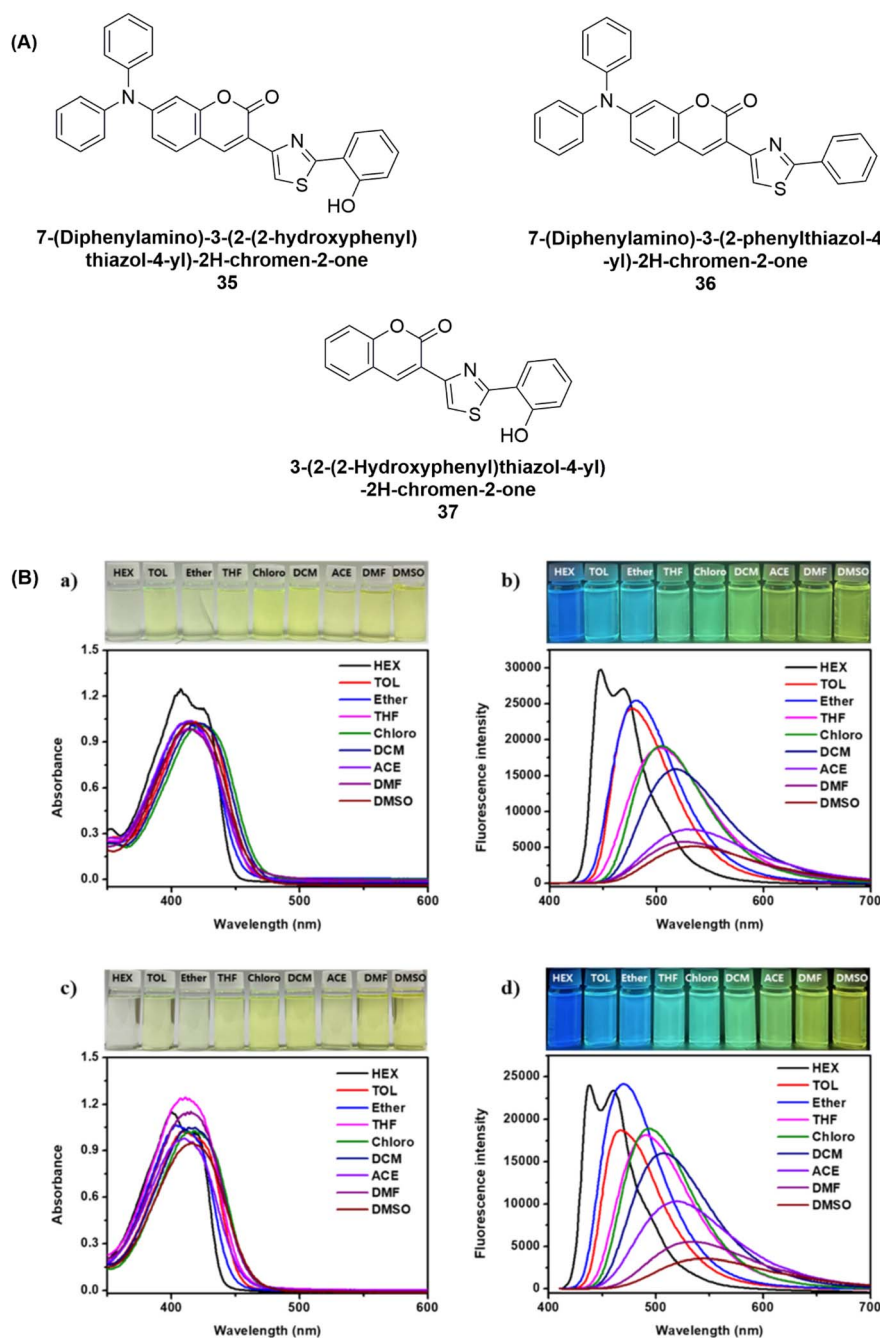 (A)
N
O
O
N
S
HO
7-(Diphenylamino)-3-(2-(2-hydroxyphenyl)
thiazol-4-yl)-2H-chromen-2-one
35
N
O
O
N
S
7-(Diphenylamino)-3-(2-phenylthiazol-4
-yl)-2H-chromen-2-one
36
O
O
N
S
HO
3-(2-(2-Hydroxyphenyl)thiazol-4-yl)
-2H-chromen-2-one
37
(B)
a)
HEX TOL Ether THF Chloro DCM ACE DMF DMSO
1.5
1.2
0.9
0.6
0.3
0.0
Absorbance
HEX
TOL
Ether
THF
Chloro
DCM
ACE
DMF
DMSO
400 500 600
Wavelength (nm)
b)
HEX TOL Ether THF Chloro DCM ACE DMF DMSO
30000
25000
20000
15000
10000
5000
0
Fluorescence intensity
HEX
TOL
Ether
THF
Chloro
DCM
ACE
DMF
DMSO
400 500 600 700
Wavelength (nm)
c)
HEX TOL Ether THF Chloro DCM ACE DMF DMSO
1.5
1.2
0.9
0.6
0.3
0.0
Absorbance
HEX
TOL
Ether
THF
Chloro
DCM
ACE
DMF
DMSO
400 500 600
Wavelength (nm)
d)
HEX TOL Ether THF Chloro DCM ACE DMF DMSO
25000
20000
15000
10000
5000
0
Fluorescence intensity
HEX
TOL
Ether
THF
Chloro
DCM
ACE
DMF
DMSO
400 500 600 700
Wavelength (nm)